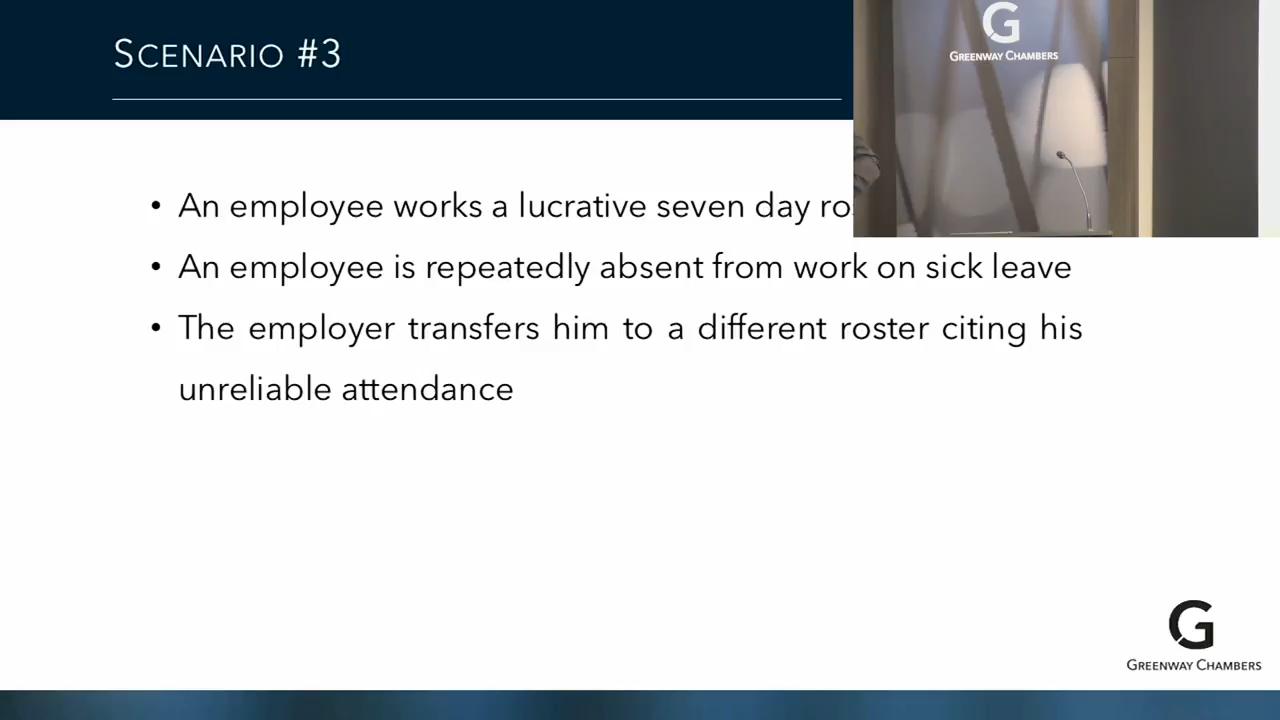 SCENARIO #3
GREENWAY CHAMBERS
• An employee works a lucrative seven day
• An employee is repeatedly absent from work on sick leave
• The employer transfers him to a different roster citing his
unreliable attendance
GREENWAY CHAMBERS